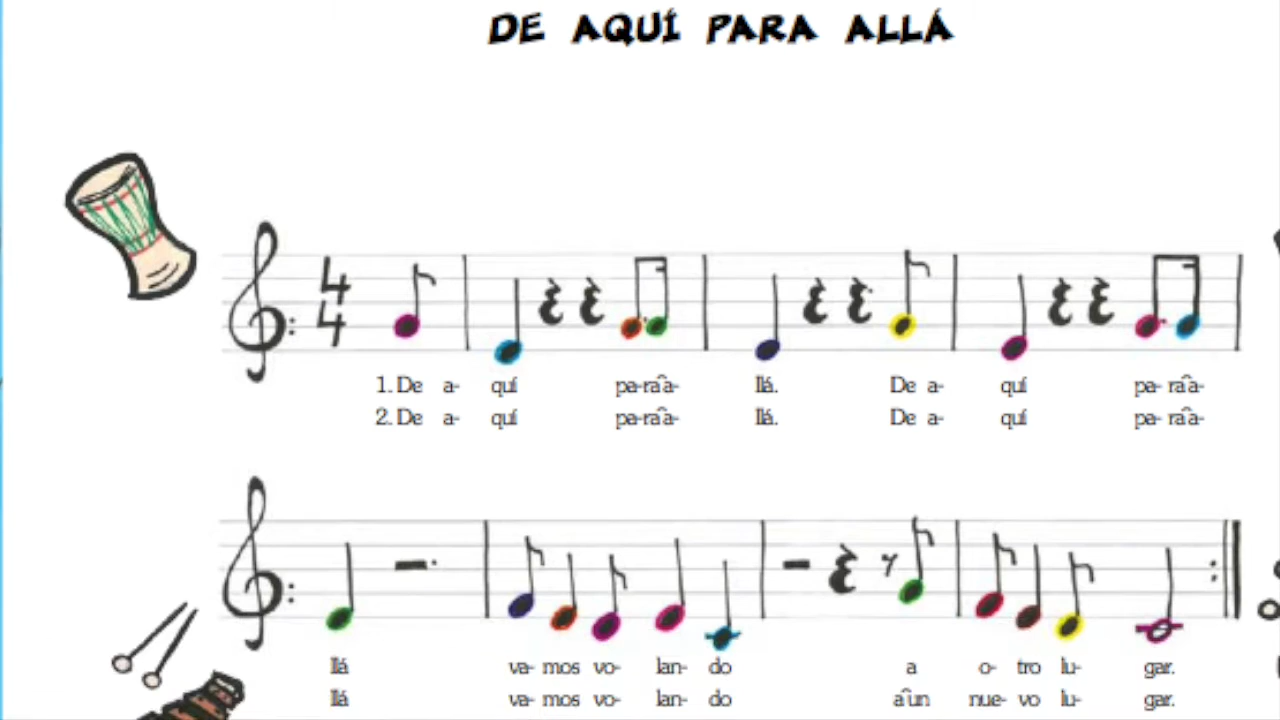 DE AQUÍ PARA ALLÁ
4
4
1. De a- quí pa-ra͡a- llá. De a- quí pa- ra͡a-
2. De a- quí pa-ra͡a- llá. De a- quí pa- ra͡a-
llá va- mos vo- lan- do a o- tro lu- gar.
llá va- mos vo- lan- do a͡un nue- vo lu- gar.